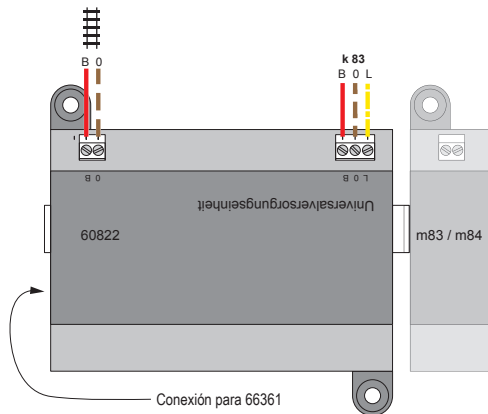 B 0
k 83
B 0 L
B 0
B 0 L
Universalversorgungseinheit
60822
m83 / m84
Conexión para 66361